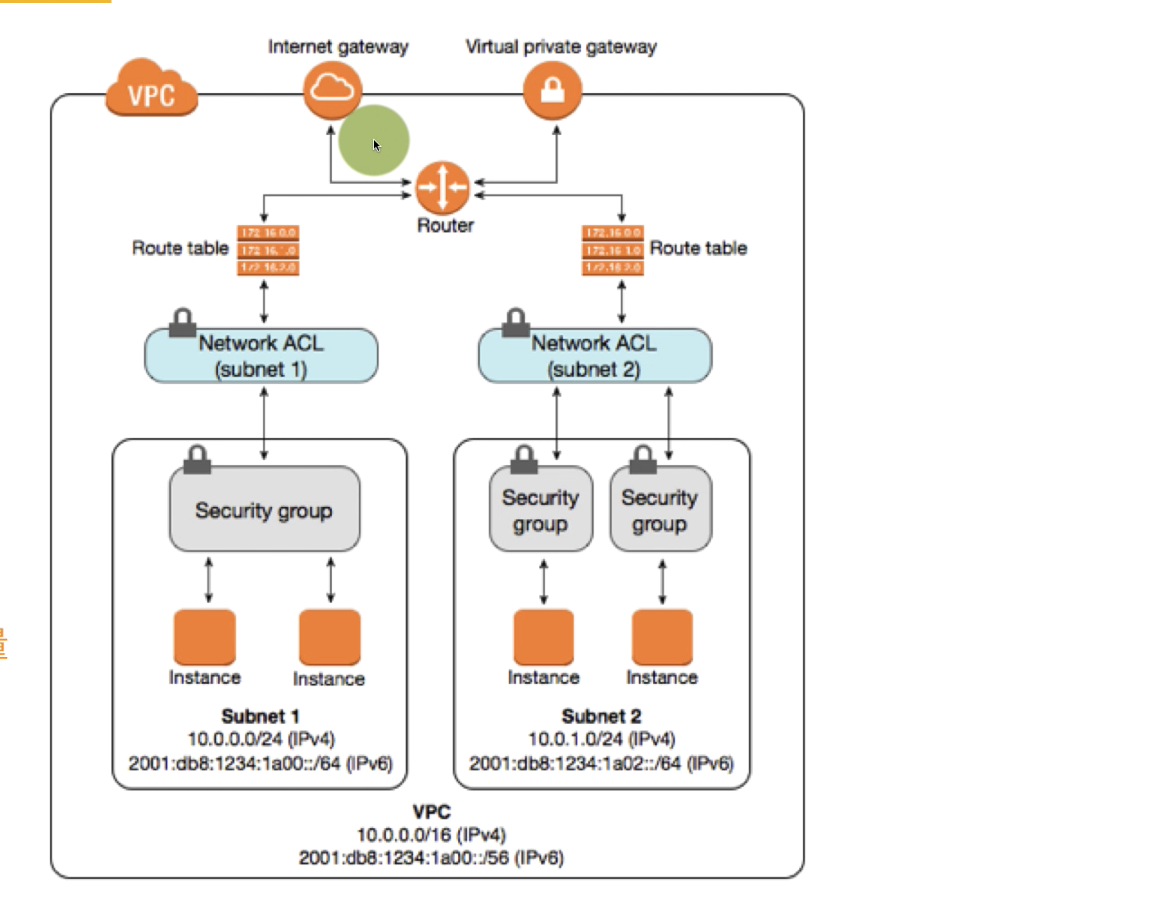 Internet gateway
Virtual private gateway
VPC
Router
Route table
172.16.0.0
172.16.2.0
172.16.0.0
172.16.1.0
172.16.2.0
Route table
Network ACL
(subnet 1)
Network ACL
(subnet 2)
Security group
Security
group
Security
group
Instance
Instance
Instance
Instance
Subnet 1
10.0.0.0/24 (IPv4)
2001:db8:1234:1a00::/64 (IPv6)
Subnet 2
10.0.1.0/24 (IPv4)
2001:db8:1234:1a02::/64 (IPv6)
VPC
10.0.0.0/16 (IPv4)
2001:db8:1234:1a00::/56 (IPv6)